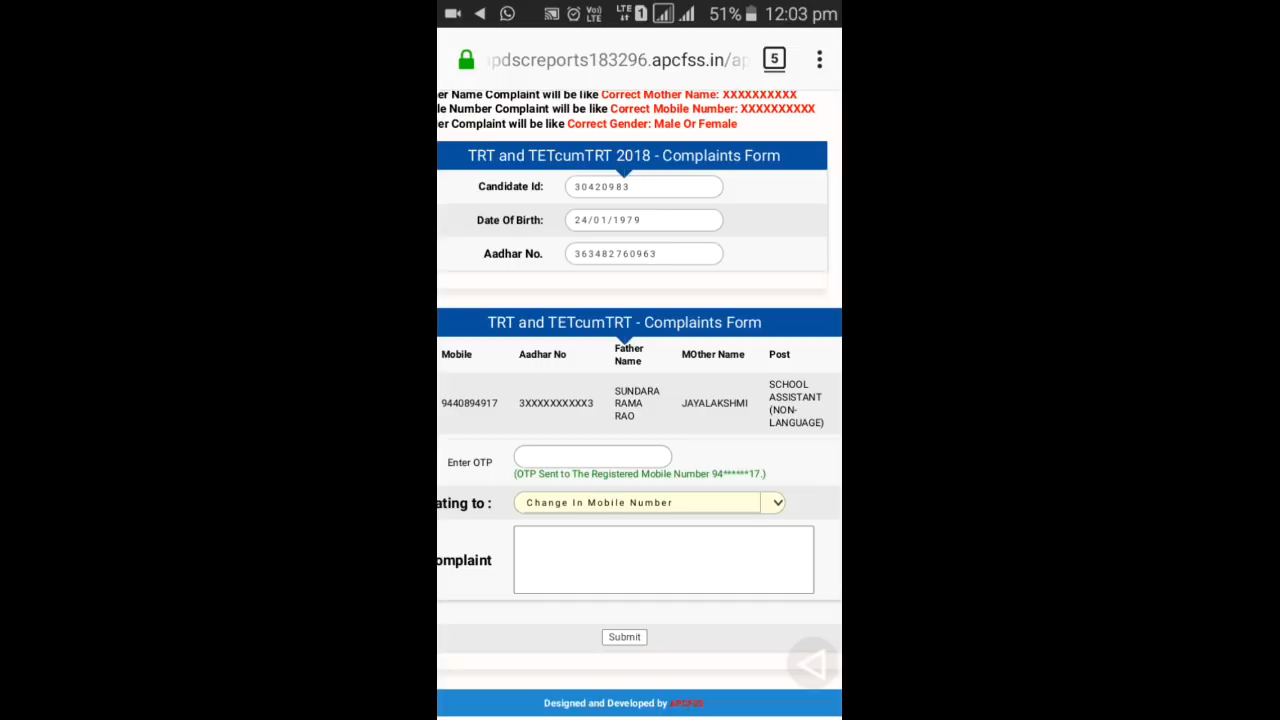 51% 12:03 pm
pdscreports183296.apcfss.in/ap 5
er Name Complaint will be like Correct Mother Name: XXXXXXXXXX
le Number Complaint will be like Correct Mobile Number: XXXXXXXXXX
er Complaint will be like Correct Gender: Male Or Female
TRT and TETcumTRT 2018 - Complaints Form
Candidate Id: 30420983
Date Of Birth: 24/01/1979
Aadhar No. 363482760963
TRT and TETcumTRT - Complaints Form
Mobile Aadhar No Father Name MOther Name Post
9440894917 3XXXXXXXXXX3 SUNDARA RAMA RAO JAYALAKSHMI SCHOOL ASSISTANT (NON-LANGUAGE)
Enter OTP
(OTP Sent to The Registered Mobile Number 94******17.)
ating to : Change In Mobile Number
omplaint
Submit
Designed and Developed by APCFSS